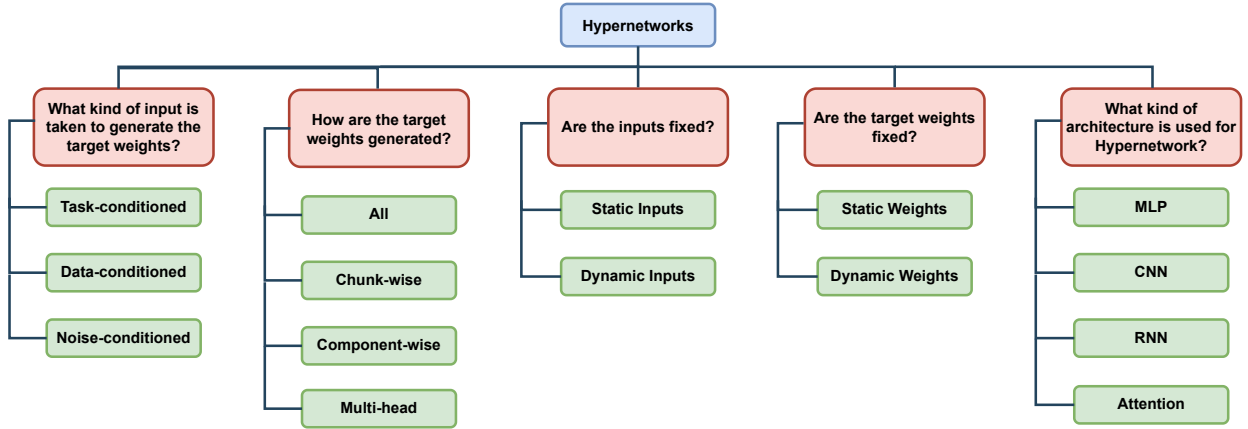 Hypernetworks
What kind of input is
taken to generate the
target weights?
Task-conditioned
Data-conditioned
Noise-conditioned
How are the target
weights generated?
All
Chunk-wise
Component-wise
Multi-head
Are the inputs fixed?
Static Inputs
Dynamic Inputs
Are the target weights
fixed?
Static Weights
Dynamic Weights
What kind of
architecture is used for
Hypernetwork?
MLP
CNN
RNN
Attention